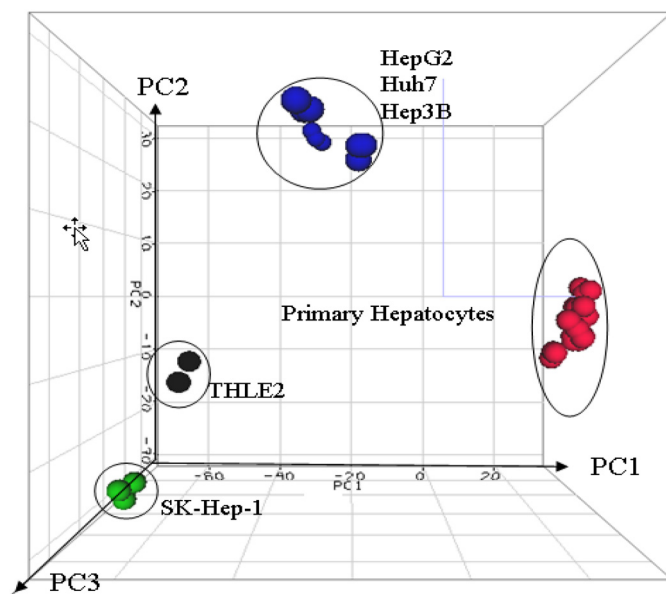 HepG2
Huh7
Hep3B
PC2
30
20
10
0
PC2
-10
-20
-30
Primary Hepatocytes
THLE2
SK-Hep-1
-60
-40
-20
0
20
PC1
PC1
PC3